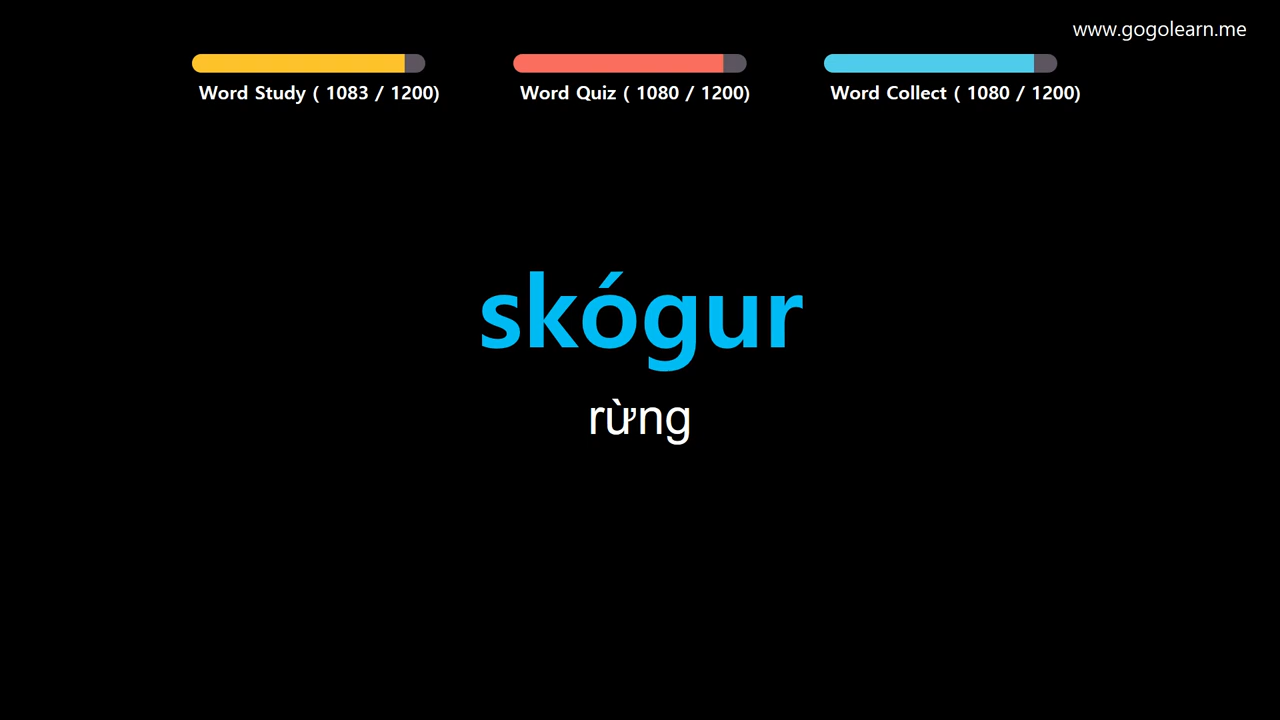 www.gogolearn.me
Word Study ( 1083 / 1200)
Word Quiz ( 1080 / 1200)
Word Collect ( 1080 / 1200)
skógur
rừng